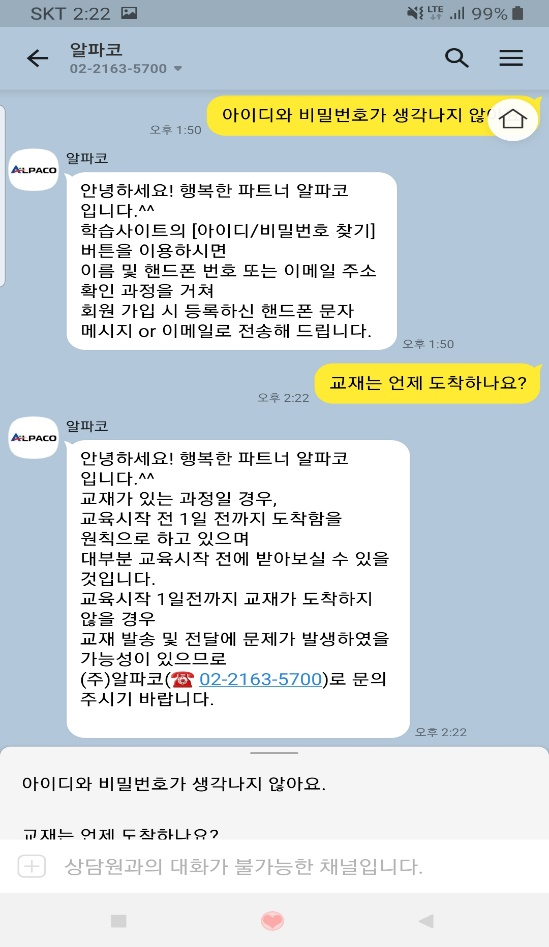 SKT 2:22
LTE
99%
알파코
02-2163-5700
아이디와 비밀번호가 생각나지
오후 1:50
알파코
ALPACO
안녕하세요! 행복한 파트너 알파코
입니다.^^
학습사이트의 [아이디/비밀번호 찾기]
버튼을 이용하시면
이름 및 핸드폰 번호 또는 이메일 주소
확인 과정을 거쳐
회원 가입 시 등록하신 핸드폰 문자
메시지 or 이메일로 전송해 드립니다.
오후 1:50
교재는 언제 도착하나요?
오후 2:22
알파코
ALPACO
안녕하세요! 행복한 파트너 알파코
입니다.^^
교재가 있는 과정일 경우,
교육시작 전 1일 전까지 도착함을
원칙으로 하고 있으며
대부분 교육시작 전에 받아보실 수 있을
것입니다.
교육시작 1일전까지 교재가 도착하지
않을 경우
교재 발송 및 전달에 문제가 발생하였을
가능성이 있으므로
(주)알파코(☎ 02-2163-5700)로 문의
주시기 바랍니다.
오후 2:22
아이디와 비밀번호가 생각나지 않아요.
교재는 언제 도착하나요?
상담원과의 대화가 불가능한 채널입니다.